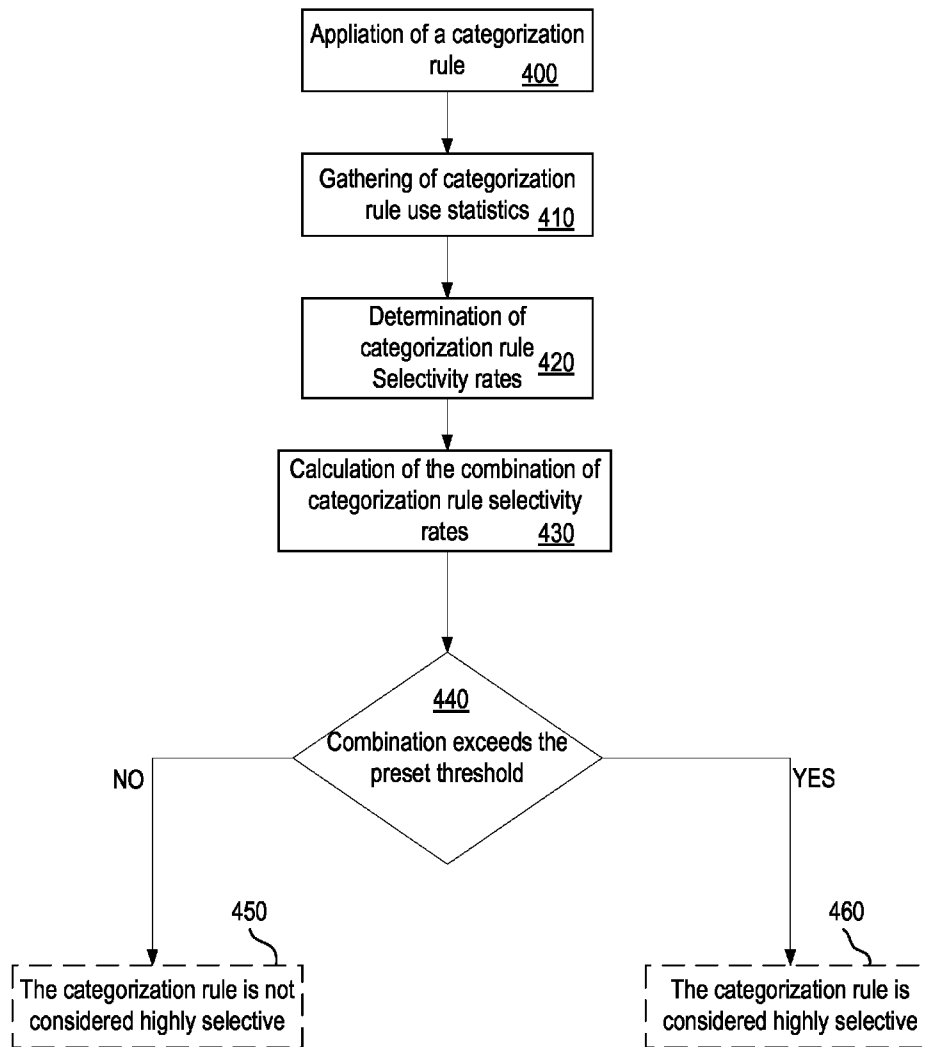 Appliation of a categorization
rule 400
Gathering of categorization
rule use statistics 410
Determination of
categorization rule 420
Selectivity rates
Calculation of the combination of
categorization rule selectivity
rates 430
440
Combination exceeds the
preset threshold
NO
YES
450
The categorization rule is not
considered highly selective
460
The categorization rule is
considered highly selective